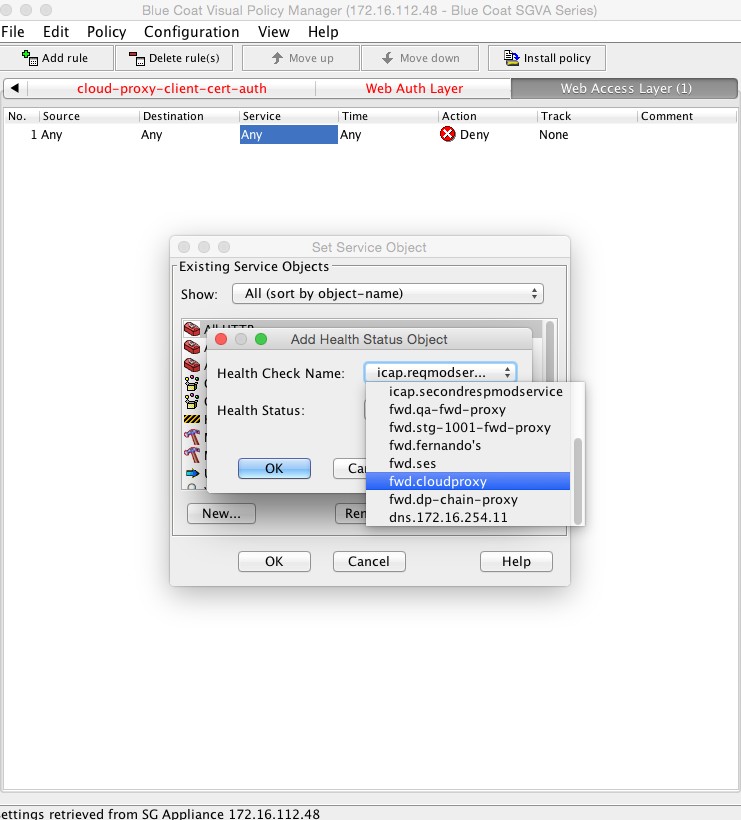 Blue Coat Visual Policy Manager (172.16.112.48 - Blue Coat SGVA Series)
File Edit Policy Configuration View Help
Add rule Delete rule(s) Move up Move down Install policy
cloud-proxy-client-cert-auth Web Auth Layer Web Access Layer (1)
No. Source Destination Service Time Action Track Comment
1 Any Any Any Any Deny None
Set Service Object
Existing Service Objects
Show: All (sort by object-name)
All HTTP
Add Health Status Object
Health Check Name: icap.reqmodser...
icap.secondrespmodservice
Health Status: fwd.qa-fwd-proxy
fwd.stg-1001-fwd-proxy
fwd.fernando's
fwd.ses
OK
fwd.cloudproxy
fwd.dp-chain-proxy
New... dns.172.16.254.11
OK Cancel Help
ettings retrieved from SG Appliance 172.16.112.48